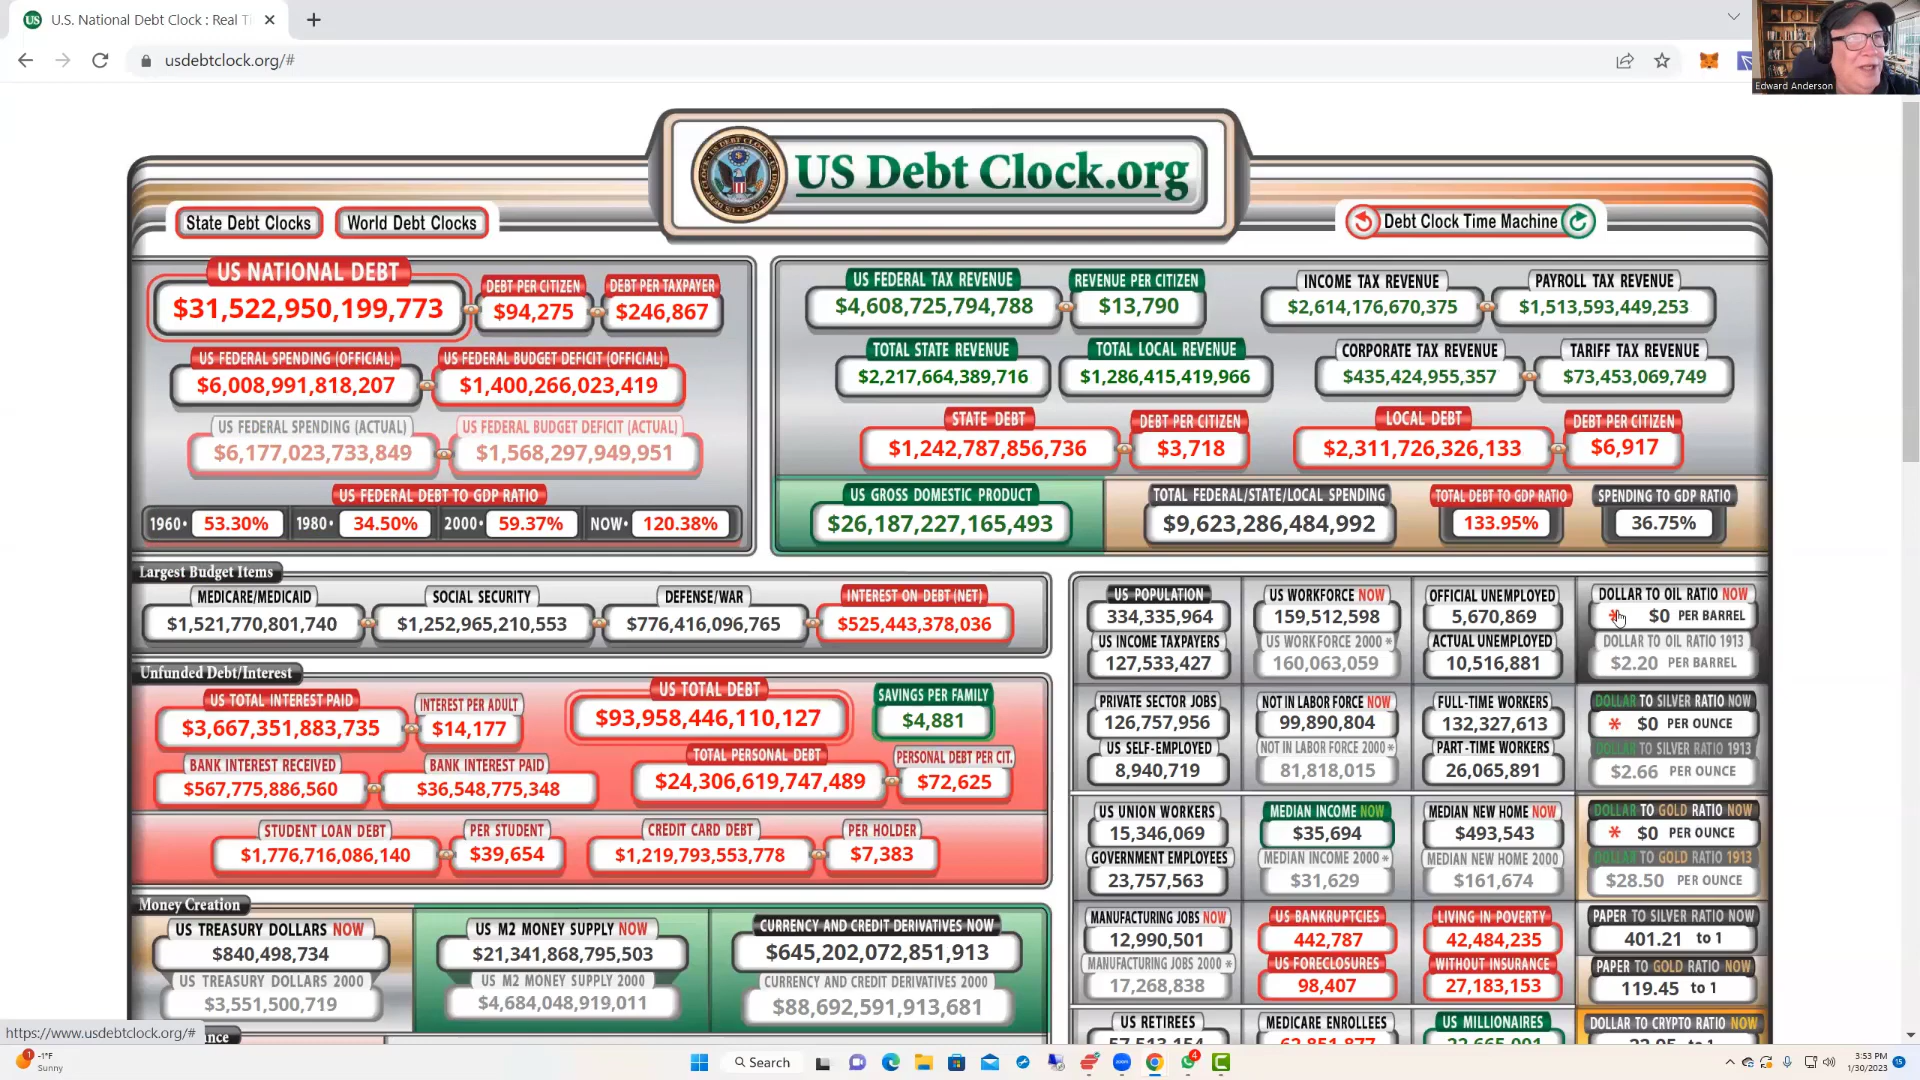 U.S. National Debt Clock : Real Ti
usdebtclock.org/#
Edward Anderson
US Debt Clock.org
State Debt Clocks
World Debt Clocks
Debt Clock Time Machine
US NATIONAL DEBT
$31,522,950,199,773
DEBT PER CITIZEN
$94,275
DEBT PER TAXPAYER
$246,867
US FEDERAL SPENDING (OFFICIAL)
$6,008,991,818,207
US FEDERAL BUDGET DEFICIT (OFFICIAL)
$1,400,266,023,419
US FEDERAL SPENDING (ACTUAL)
$6,177,023,733,849
US FEDERAL BUDGET DEFICIT (ACTUAL)
$1,568,297,949,951
US FEDERAL DEBT TO GDP RATIO
1960• 53.30% 1980• 34.50% 2000• 59.37% NOW• 120.38%
US FEDERAL TAX REVENUE
$4,608,725,794,788
REVENUE PER CITIZEN
$13,790
INCOME TAX REVENUE
$2,614,176,670,375
PAYROLL TAX REVENUE
$1,513,593,449,253
TOTAL STATE REVENUE
$2,217,664,389,716
TOTAL LOCAL REVENUE
$1,286,415,419,966
CORPORATE TAX REVENUE
$435,424,955,357
TARIFF TAX REVENUE
$73,453,069,749
STATE DEBT
$1,242,787,856,736
DEBT PER CITIZEN
$3,718
LOCAL DEBT
$2,311,726,326,133
DEBT PER CITIZEN
$6,917
US GROSS DOMESTIC PRODUCT
$26,187,227,165,493
TOTAL FEDERAL/STATE/LOCAL SPENDING
$9,623,286,484,992
TOTAL DEBT TO GDP RATIO
133.95%
SPENDING TO GDP RATIO
36.75%
Largest Budget Items
MEDICARE/MEDICAID
$1,521,770,801,740
SOCIAL SECURITY
$1,252,965,210,553
DEFENSE/WAR
$776,416,096,765
INTEREST ON DEBT (NET)
$525,443,378,036
Unfunded Debt/Interest
US TOTAL INTEREST PAID
$3,667,351,883,735
INTEREST PER ADULT
$14,177
US TOTAL DEBT
$93,958,446,110,127
SAVINGS PER FAMILY
$4,881
BANK INTEREST RECEIVED
$567,775,886,560
BANK INTEREST PAID
$36,548,775,348
TOTAL PERSONAL DEBT
$24,306,619,747,489
PERSONAL DEBT PER CIT.
$72,625
STUDENT LOAN DEBT
$1,776,716,086,140
PER STUDENT
$39,654
CREDIT CARD DEBT
$1,219,793,553,778
PER HOLDER
$7,383
Money Creation
US TREASURY DOLLARS NOW
$840,498,734
US TREASURY DOLLARS 2000
$3,551,500,719
US M2 MONEY SUPPLY NOW
$21,341,868,795,503
US M2 MONEY SUPPLY 2000
$4,684,048,919,011
CURRENCY AND CREDIT DERIVATIVES NOW
$645,202,072,851,913
CURRENCY AND CREDIT DERIVATIVES 2000
$88,692,591,913,681
US POPULATION
334,335,964
US INCOME TAXPAYERS
127,533,427
US WORKFORCE NOW
159,512,598
US WORKFORCE 2000 *
160,063,059
OFFICIAL UNEMPLOYED
5,670,869
ACTUAL UNEMPLOYED
10,516,881
DOLLAR TO OIL RATIO NOW
* $0 PER BARREL
DOLLAR TO OIL RATIO 1913
$2.20 PER BARREL
PRIVATE SECTOR JOBS
126,757,956
US SELF-EMPLOYED
8,940,719
NOT IN LABOR FORCE NOW
99,890,804
NOT IN LABOR FORCE 2000 *
81,818,015
FULL-TIME WORKERS
132,327,613
PART-TIME WORKERS
26,065,891
DOLLAR TO SILVER RATIO NOW
* $0 PER OUNCE
DOLLAR TO SILVER RATIO 1913
$2.66 PER OUNCE
US UNION WORKERS
15,346,069
GOVERNMENT EMPLOYEES
23,757,563
MEDIAN INCOME NOW
$35,694
MEDIAN INCOME 2000 *
$31,629
MEDIAN NEW HOME NOW
$493,543
MEDIAN NEW HOME 2000
$161,674
DOLLAR TO GOLD RATIO NOW
* $0 PER OUNCE
DOLLAR TO GOLD RATIO 1913
$28.50 PER OUNCE
MANUFACTURING JOBS NOW
12,990,501
MANUFACTURING JOBS 2000 *
17,268,838
US BANKRUPTCIES
442,787
US FORECLOSURES
98,407
LIVING IN POVERTY
42,484,235
WITHOUT INSURANCE
27,183,153
PAPER TO SILVER RATIO NOW
401.21 to 1
PAPER TO GOLD RATIO NOW
119.45 to 1
US RETIREES
MEDICARE ENROLLEES
US MILLIONAIRES
DOLLAR TO CRYPTO RATIO NOW
https://www.usdebtclock.org/#
-1°F
Sunny
Search
3:53 PM
1/30/2023